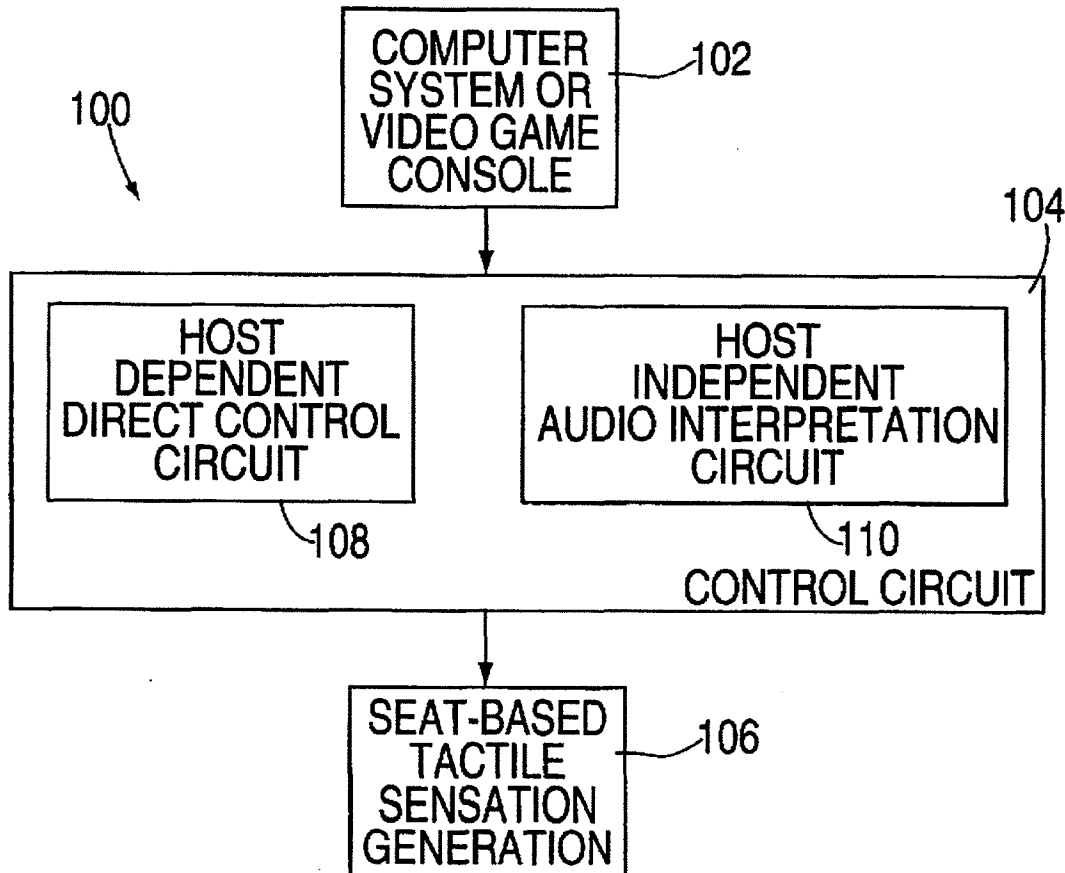 COMPUTER
SYSTEM OR
VIDEO GAME
CONSOLE
102
100
104
HOST
DEPENDENT
DIRECT CONTROL
CIRCUIT
108
HOST
INDEPENDENT
AUDIO INTERPRETATION
CIRCUIT
110
CONTROL CIRCUIT
SEAT-BASED
TACTILE
SENSATION
GENERATION
106